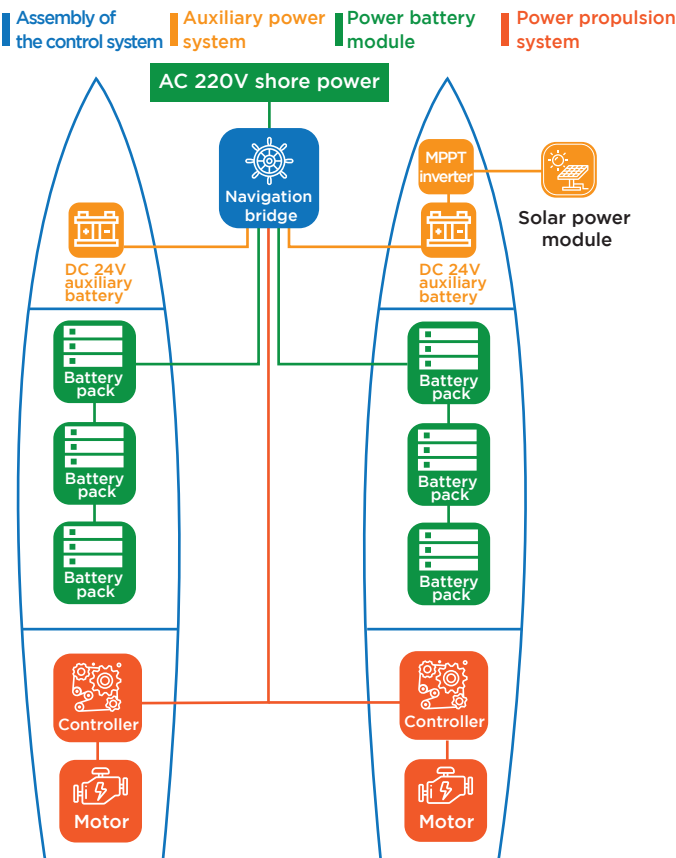 Assembly of
the control system
Auxiliary power
system
Power battery
module
Power propulsion
system
AC 220V shore power
Navigation
bridge
MPPT
inverter
Solar power
module
DC 24V
auxiliary
battery
DC 24V
auxiliary
battery
Battery
pack
Battery
pack
Battery
pack
Battery
pack
Battery
pack
Battery
pack
Controller
Controller
Motor
Motor